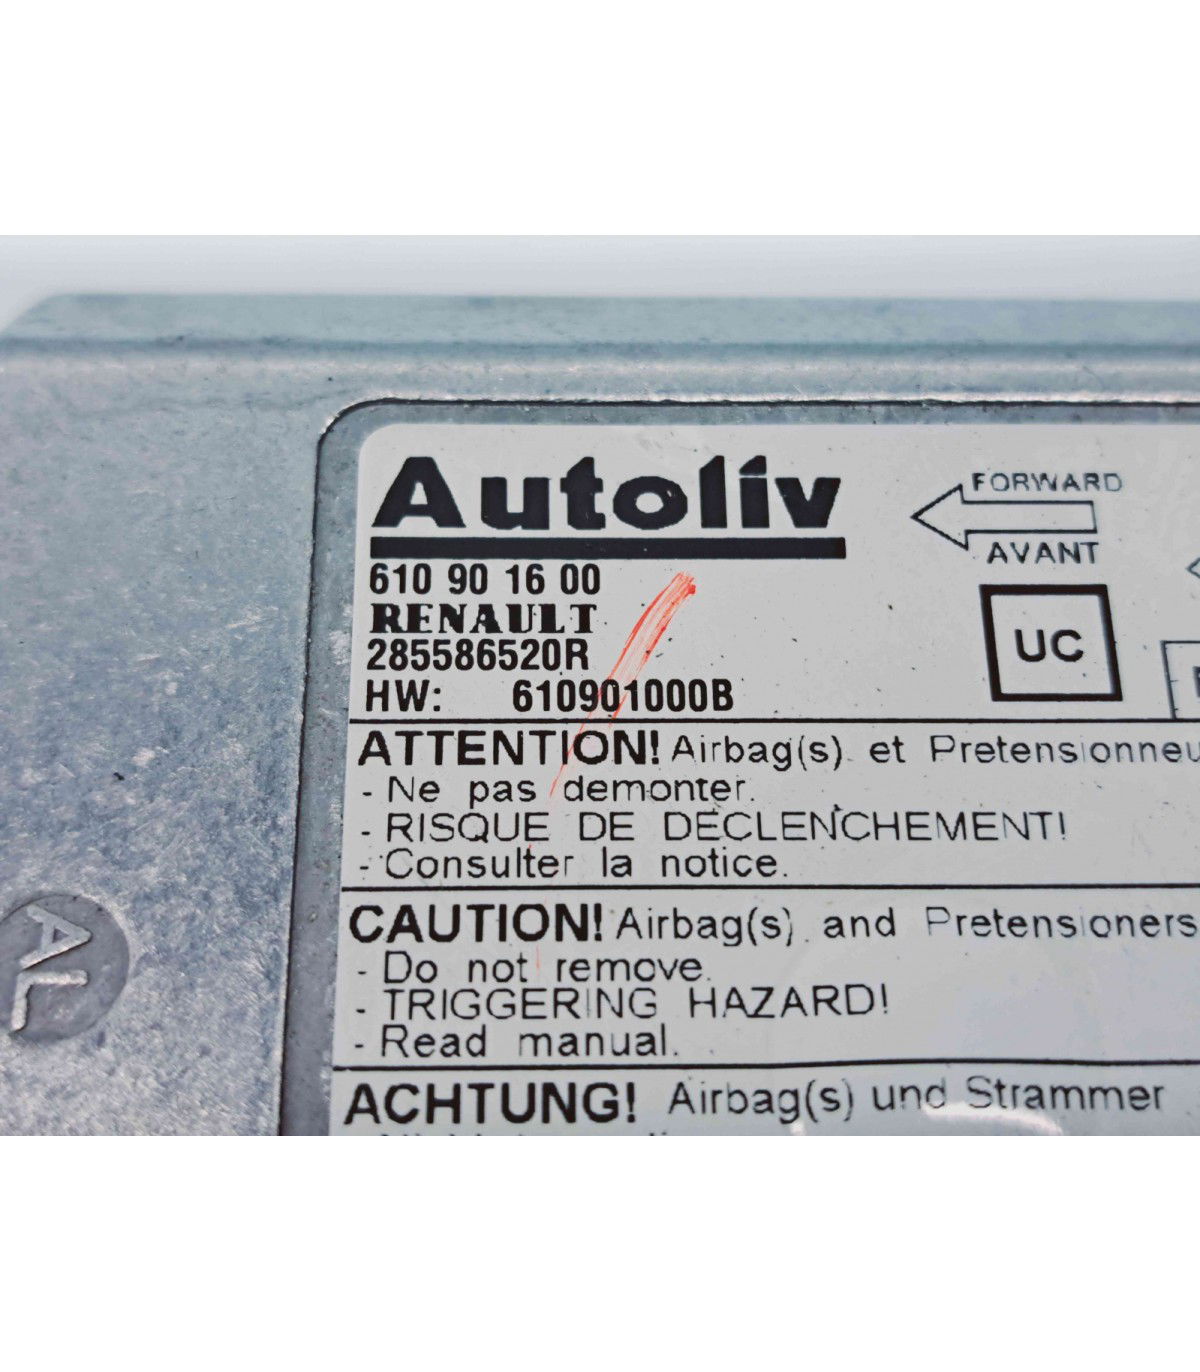 Autoliv
FORWARD
AVANT
610 90 16 00
RENAULT
285586520R
UC
HW: 610901000B
ATTENTION! Airbag(s) et Pretensionneu
- Ne pas demonter.
- RISQUE DE DECLENCHEMENT!
- Consulter la notice.
CAUTION! Airbag(s) and Pretensioners
- Do not remove.
- TRIGGERING HAZARD!
- Read manual.
ACHTUNG! Airbag(s) und Strammer
AL